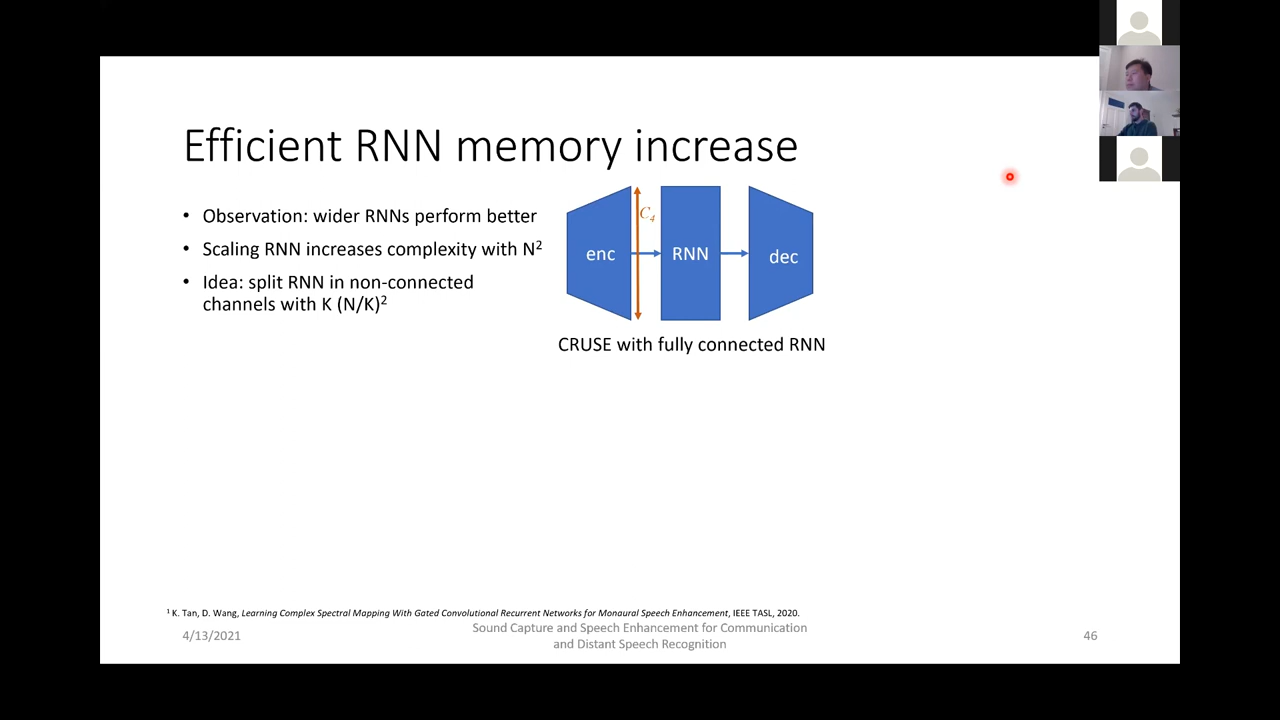 Efficient RNN memory increase
• Observation: wider RNNs perform better
• Scaling RNN increases complexity with N²
• Idea: split RNN in non-connected
channels with K (N/K)²
C₄
enc
RNN
dec
CRUSE with fully connected RNN
¹ K. Tan, D. Wang, Learning Complex Spectral Mapping With Gated Convolutional Recurrent Networks for Monaural Speech Enhancement, IEEE TASL, 2020.
4/13/2021
Sound Capture and Speech Enhancement for Communication
and Distant Speech Recognition
46